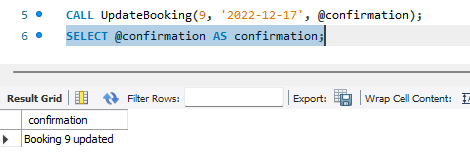 5 CALL UpdateBooking(9, '2022-12-17', @confirmation);
6 SELECT @confirmation AS confirmation;
Result Grid Filter Rows: Export: Wrap Cell Content:
confirmation
Booking 9 updated